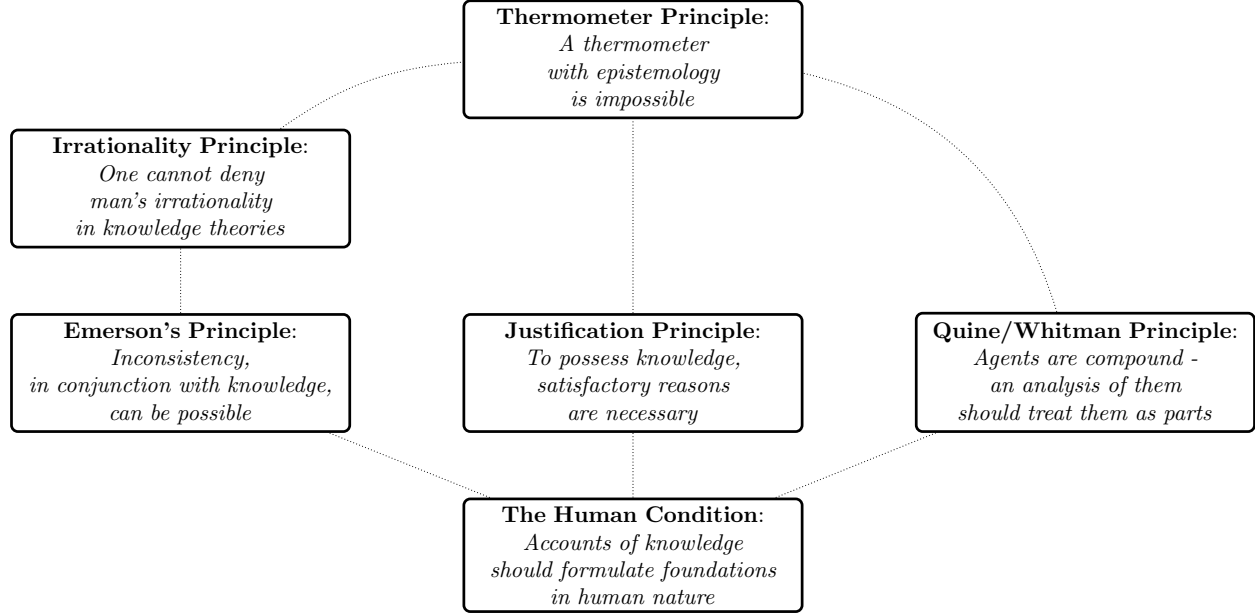 Thermometer Principle:
A thermometer
with epistemology
is impossible
Irrationality Principle:
One cannot deny
man's irrationality
in knowledge theories
Emerson's Principle:
Inconsistency,
in conjunction with knowledge,
can be possible
Justification Principle:
To possess knowledge,
satisfactory reasons
are necessary
Quine/Whitman Principle:
Agents are compound -
an analysis of them
should treat them as parts
The Human Condition:
Accounts of knowledge
should formulate foundations
in human nature